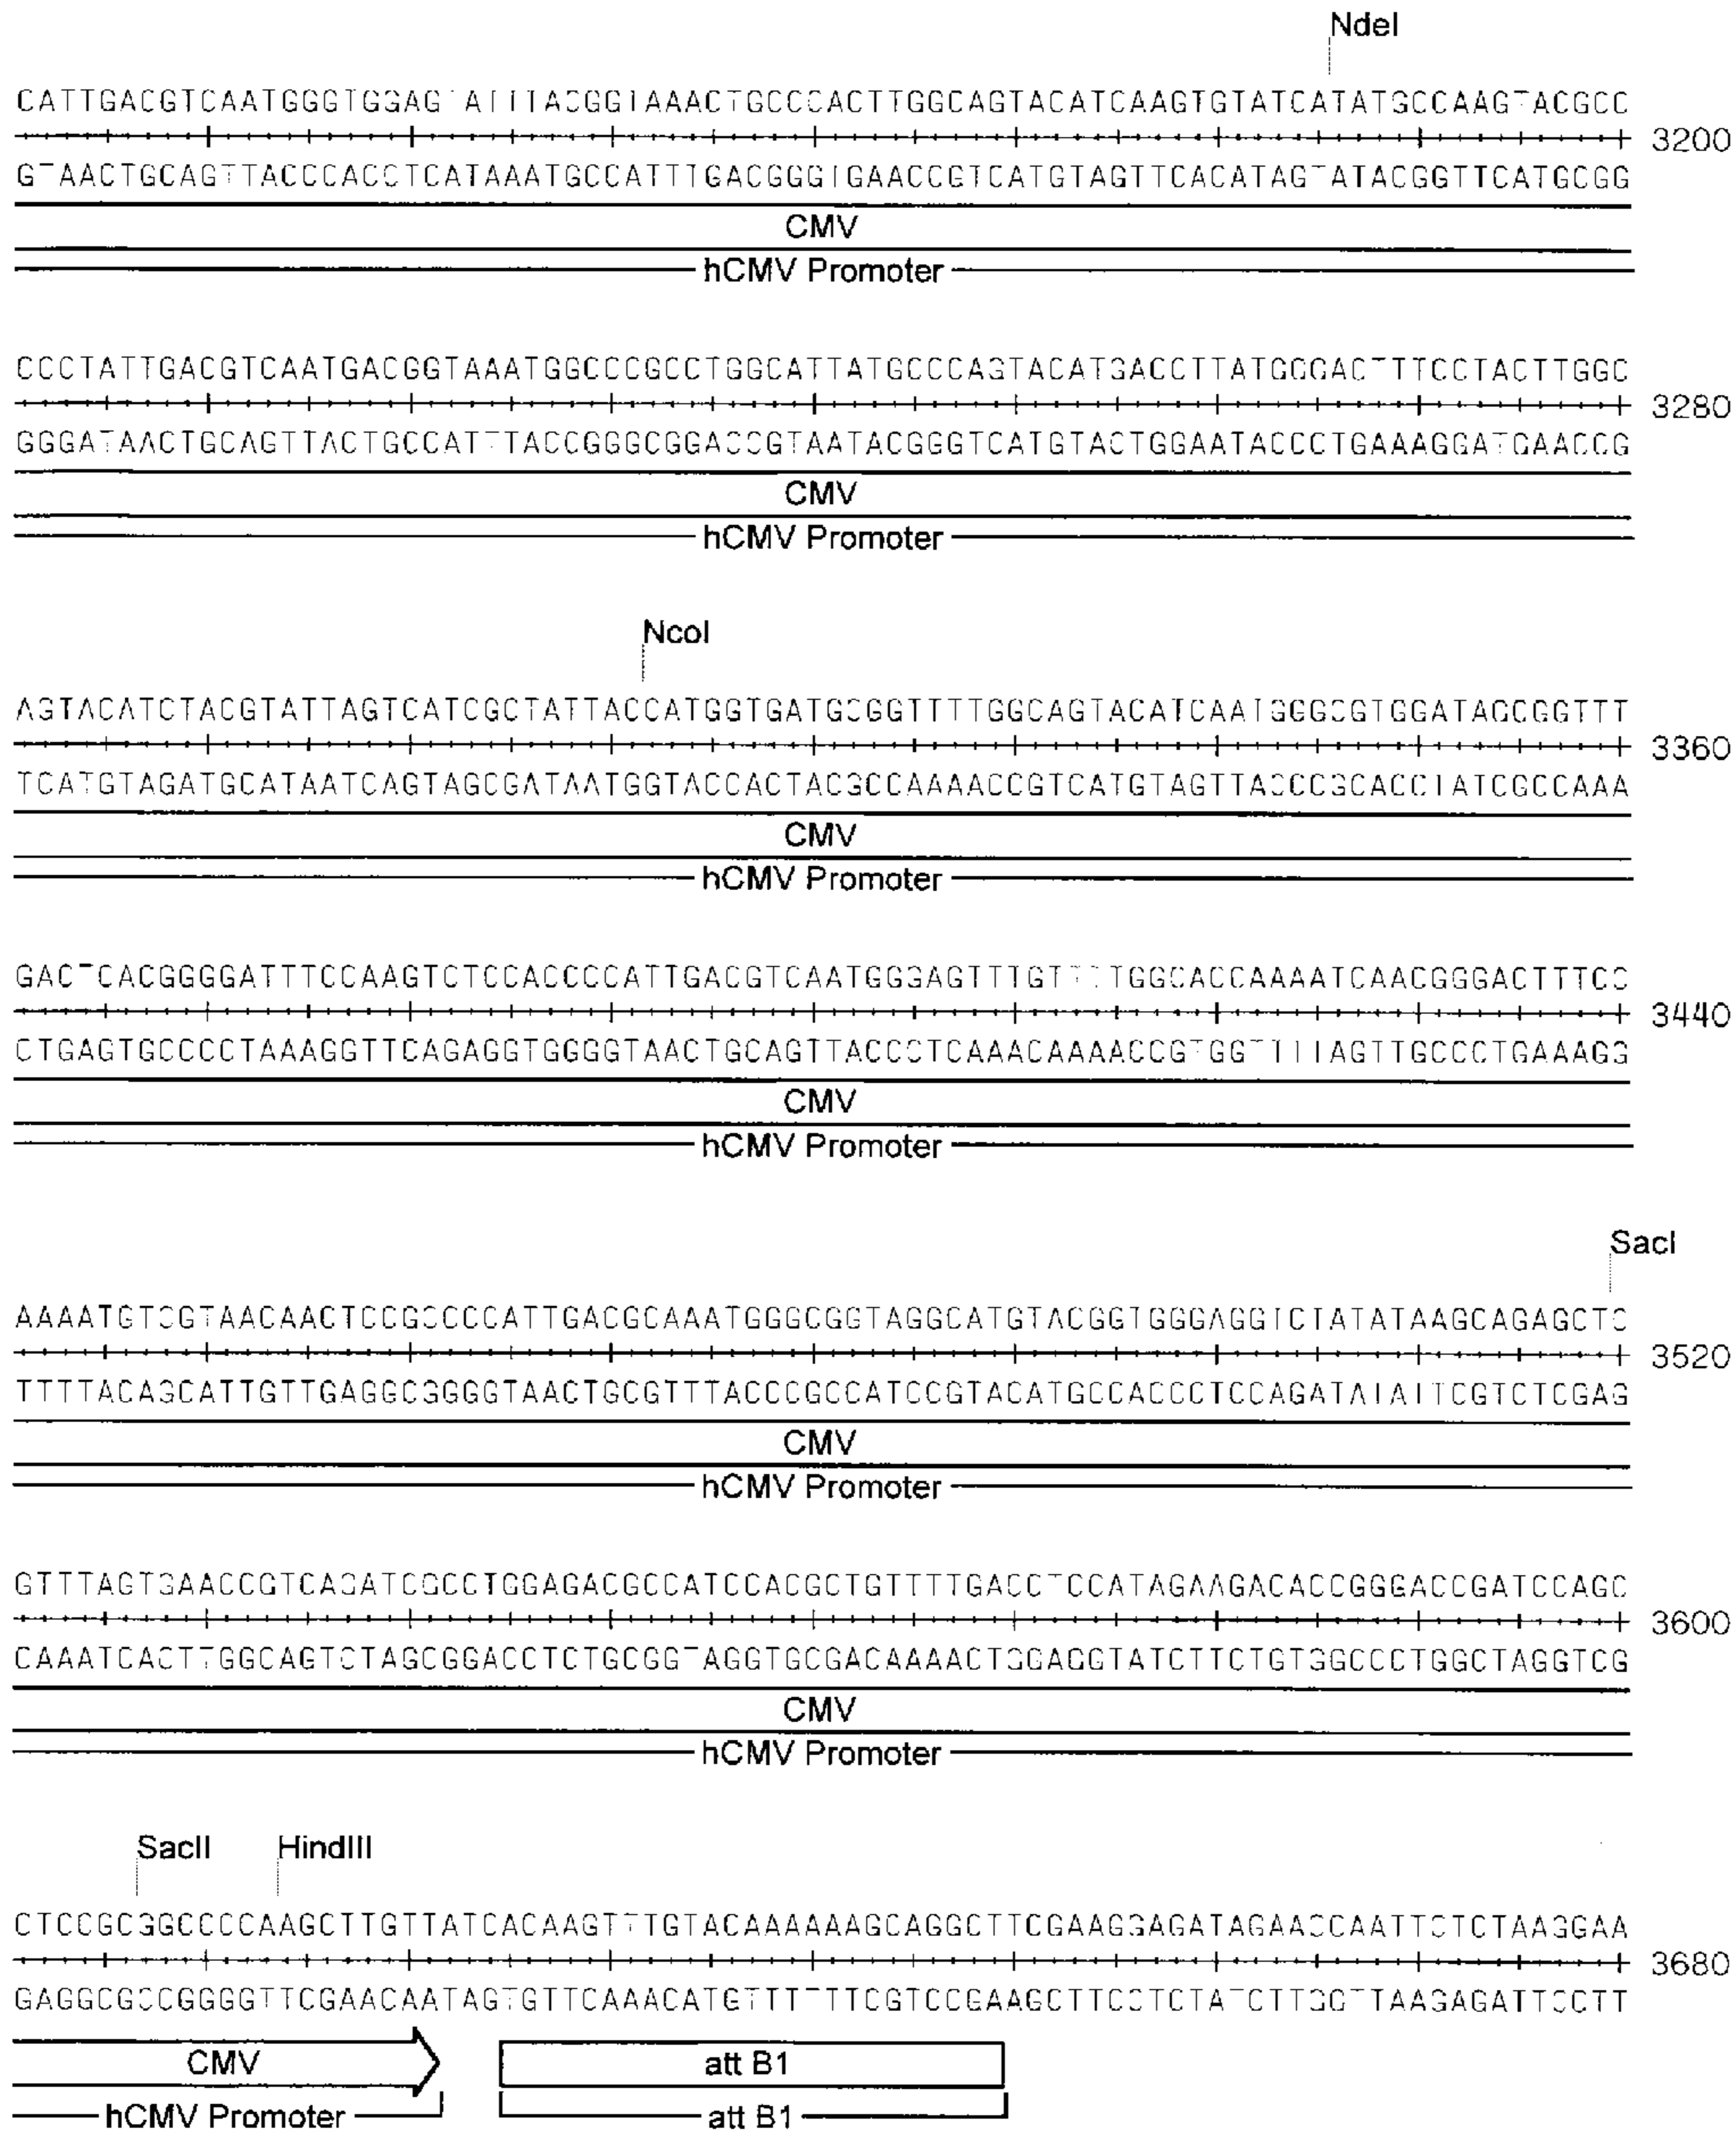 NdeI
CATTGACGTCAATGGGTGGAGTATTTACGGTAAACTGCCCACTTGGCAGTACATCAAGTGTATCATATGCCAAGTACGCC
3200
GTAACTGCAGTTACCCACCTCATAAATGCCATTTGACGGGTGAACCGTCATGTAGTTCACATAGTATACGGTTCATGCGG
CMV
hCMV Promoter
CCCTATTGACGTCAATGACGGTAAATGGCCCGCCTGGCATTATGCCCAGTACATGACCTTATGGGACTTTCCTACTTGGC
3280
GGGATAACTGCAGTTACTGCCATTTACCGGGCGGACCGTAATACGGGTCATGTACTGGAATACCCTGAAAGGATGAACCG
CMV
hCMV Promoter
NcoI
AGTACATCTACGTATTAGTCATCGCTATTACCATGGTGATGCGGTTTTGGCAGTACATCAATGGGCGTGGATAGCGGTTT
3360
TCATGTAGATGCATAATCAGTAGCGATAATGGTACCACTACGCCAAAACCGTCATGTAGTTACCCGCACCTATCGCCAAA
CMV
hCMV Promoter
GACTCACGGGGATTTCCAAGTCTCCACCCCATTGACGTCAATGGGAGTTTGTTTTGGCACCAAAATCAACGGGACTTTCC
3440
CTGAGTGCCCCTAAAGGTTCAGAGGTGGGGTAACTGCAGTTACCCTCAAACAAAACCGTGGTTTTAGTTGCCCTGAAAGG
CMV
hCMV Promoter
SacI
AAAATGTCGTAACAACTCCGCCCCATTGACGCAAATGGGCGGTAGGCATGTACGGTGGGAGGTCTATATAAGCAGAGCTC
3520
TTTTACAGCATTGTTGAGGCGGGGTAACTGCGTTTACCCGCCATCCGTACATGCCACCCTCCAGATATATTCGTCTCGAG
CMV
hCMV Promoter
GTTTAGTGAACCGTCAGATCGCCTGGAGACGCCATCCACGCTGTTTTGACCTCCATAGAAGACACCGGGACCGATCCAGC
3600
CAAATCACTTGGCAGTCTAGCGGACCTCTGCGGTAGGTGCGACAAAACTGGAGGTATCTTCTGTGGCCCTGGCTAGGTCG
CMV
hCMV Promoter
SacII HindIII
CTCCGCGGCCCCAAGCTTGTTATCACAAGTTTGTACAAAAAAGCAGGCTTCGAAGGAGATAGAACCAATTCTCTAAGGAA
3680
GAGGCGCCGGGGTTCGAACAATAGTGTTCAAACATGTTTTTTCGTCCGAAGCTTCCTCTATCTTGGTTAAGAGATTCCTT
CMV att B1
hCMV Promoter att B1